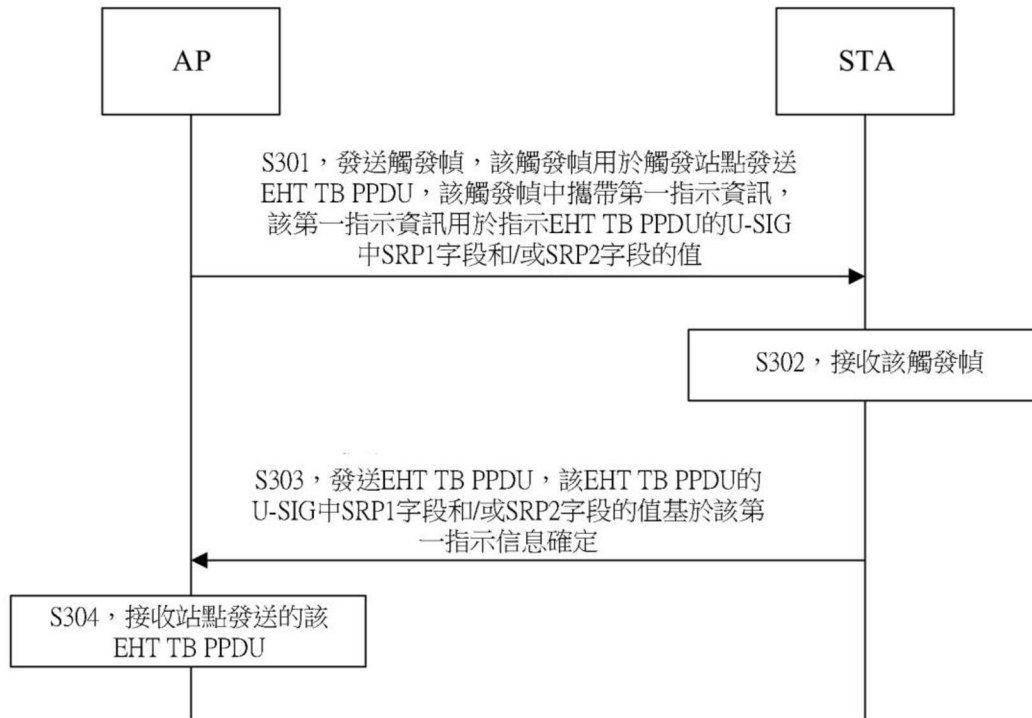 AP
STA
S301，發送觸發幀，該觸發幀用於觸發站點發送
EHT TB PPDU，該觸發幀中攜帶第一指示資訊，
該第一指示資訊用於指示EHT TB PPDU的U-SIG
中SRP1字段和/或SRP2字段的值
S302，接收該觸發幀
S303，發送EHT TB PPDU，該EHT TB PPDU的
U-SIG中SRP1字段和/或SRP2字段的值基於該第
一指示信息確定
S304，接收站點發送的該
EHT TB PPDU